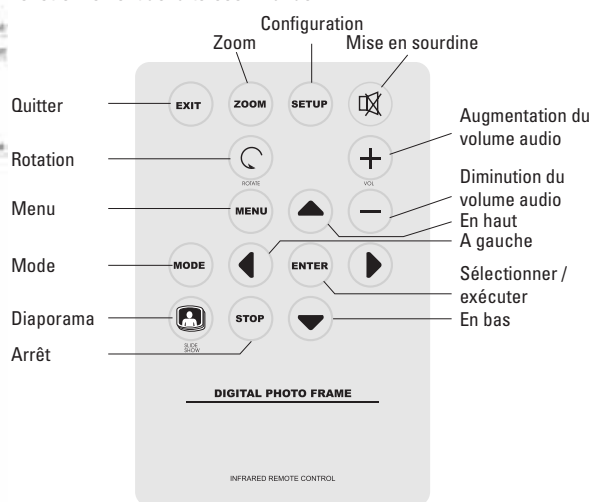 Configuration
Zoom
Mise en sourdine
Quitter
EXIT
ZOOM
SETUP
Augmentation du
volume audio
Rotation
ROTATE
VOL
Diminution du
volume audio
Menu
MENU
En haut
A gauche
Mode
MODE
ENTER
Sélectionner /
exécuter
Diaporama
SLIDE
SHOW
STOP
En bas
Arrêt
DIGITAL PHOTO FRAME
INFRARED REMOTE CONTROL